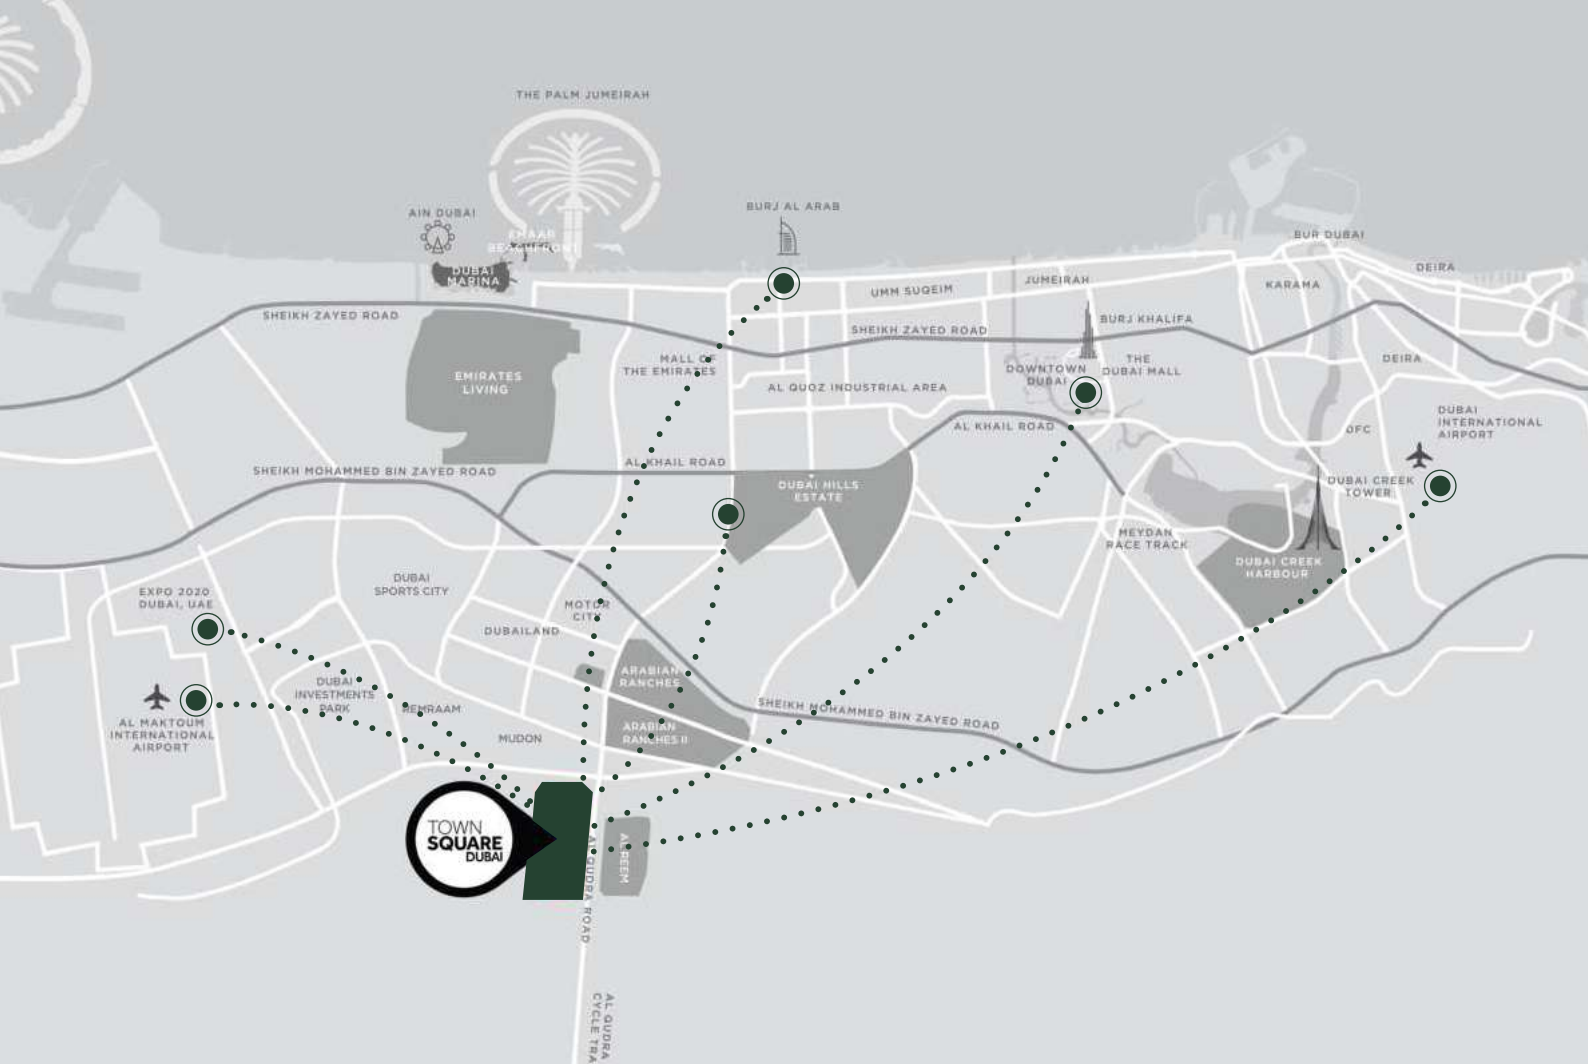 THE PALM JUMEIRAH
AIN DUBAI
EMAAR
BEACHFRONT
DUBAI
MARINA
BURJ AL ARAB
BUR DUBAI
DEIRA
KARAMA
JUMEIRAH
UMM SUQEIM
SHEIKH ZAYED ROAD
SHEIKH ZAYED ROAD
BURJ KHALIFA
MALL OF
THE EMIRATES
EMIRATES
LIVING
AL QUOZ INDUSTRIAL AREA
DOWNTOWN
DUBAI
THE
DUBAI MALL
DEIRA
DUBAI
INTERNATIONAL
AIRPORT
AL KHAIL ROAD
AL KHAIL ROAD
SHEIKH MOHAMMED BIN ZAYED ROAD
DUBAI HILLS
ESTATE
DUBAI CREEK
TOWER
MEYDAN
RACE TRACK
DUBAI CREEK
HARBOUR
DUBAI
SPORTS CITY
EXPO 2020
DUBAI, UAE
MOTOR
CITY
DUBAILAND
ARABIAN
RANCHES
DUBAI
INVESTMENTS
PARK
REMRAAM
AL MAKTOUM
INTERNATIONAL
AIRPORT
MUDON
ARABIAN
RANCHES II
SHEIKH MOHAMMED BIN ZAYED ROAD
TOWN
SQUARE
DUBAI
AL REEM
AL QUDRA ROAD
AL QUDRA
CYCLE TRA